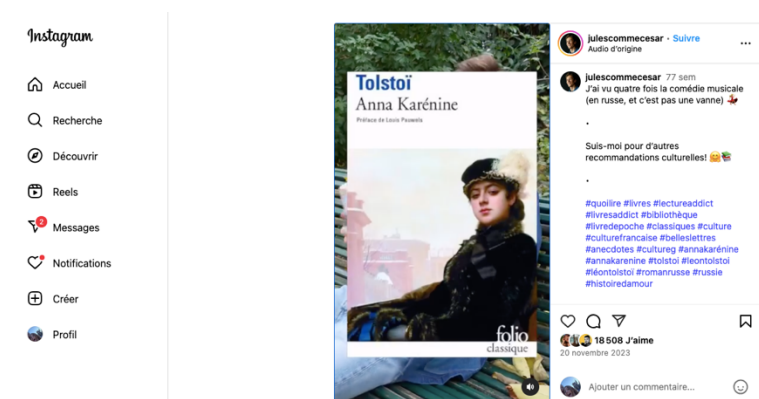 Instagram
Accueil
Recherche
Découvrir
Reels
2
Messages
Notifications
Créer
Profil
Tolstoï
Anna Karénine
Préface de Louis Pauwels
folio
classique
julescommecesar · Suivre
Audio d'origine
julescommecesar 77 sem
J'ai vu quatre fois la comédie musicale
(en russe, et c'est pas une vanne) 💃
.
Suis-moi pour d'autres
recommandations culturelles! 🤗📚
.
#quoilire #livres #lectureaddict
#livresaddict #bibliothèque
#livredepoche #classiques #culture
#culturefrancaise #belleslettres
#anecdotes #cultureg #annakarénine
#annakarenine #tolstoi #leontolstoi
#léontolstoï #romanrusse #russie
#histoiredamour
18 508 J'aime
20 novembre 2023
Ajouter un commentaire...